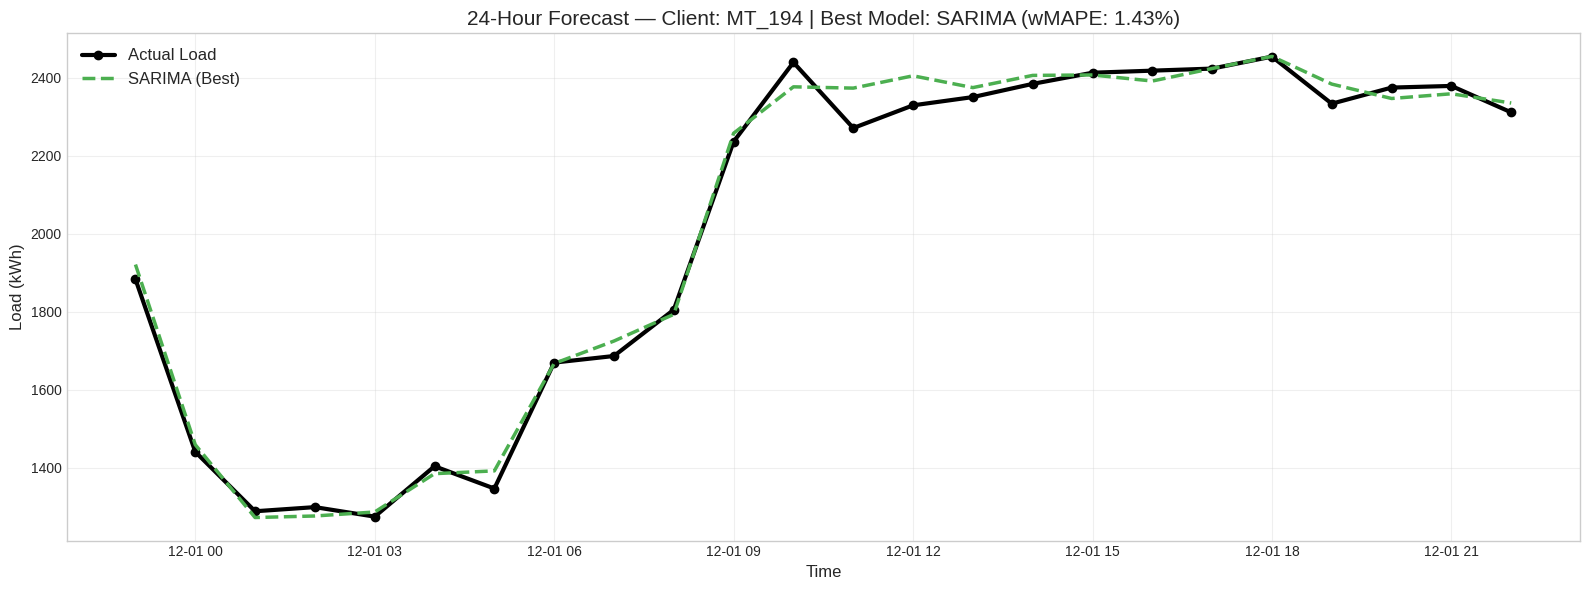 24-Hour Forecast — Client: MT_194 | Best Model: SARIMA (wMAPE: 1.43%)
Actual Load
SARIMA (Best)
Load (kWh)
2400
2200
2000
1800
1600
1400
12-01 00
12-01 03
12-01 06
12-01 09
12-01 12
12-01 15
12-01 18
12-01 21
Time